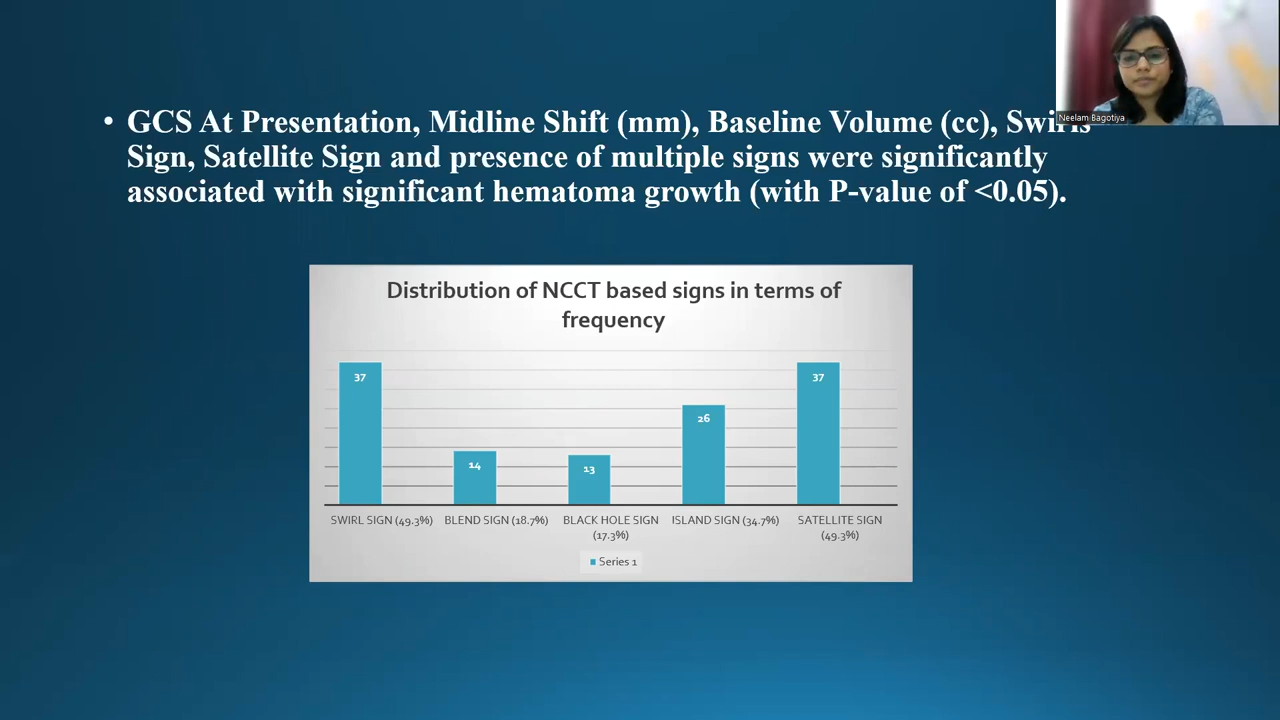 • GCS At Presentation, Midline Shift (mm), Baseline Volume (cc), Swirls
Sign, Satellite Sign and presence of multiple signs were significantly
associated with significant hematoma growth (with P-value of <0.05).
Neelam Bagotiya
Distribution of NCCT based signs in terms of
frequency
37
14
13
26
37
SWIRL SIGN (49.3%)
BLEND SIGN (18.7%)
BLACK HOLE SIGN
(17.3%)
ISLAND SIGN (34.7%)
SATELLITE SIGN
(49.3%)
Series 1